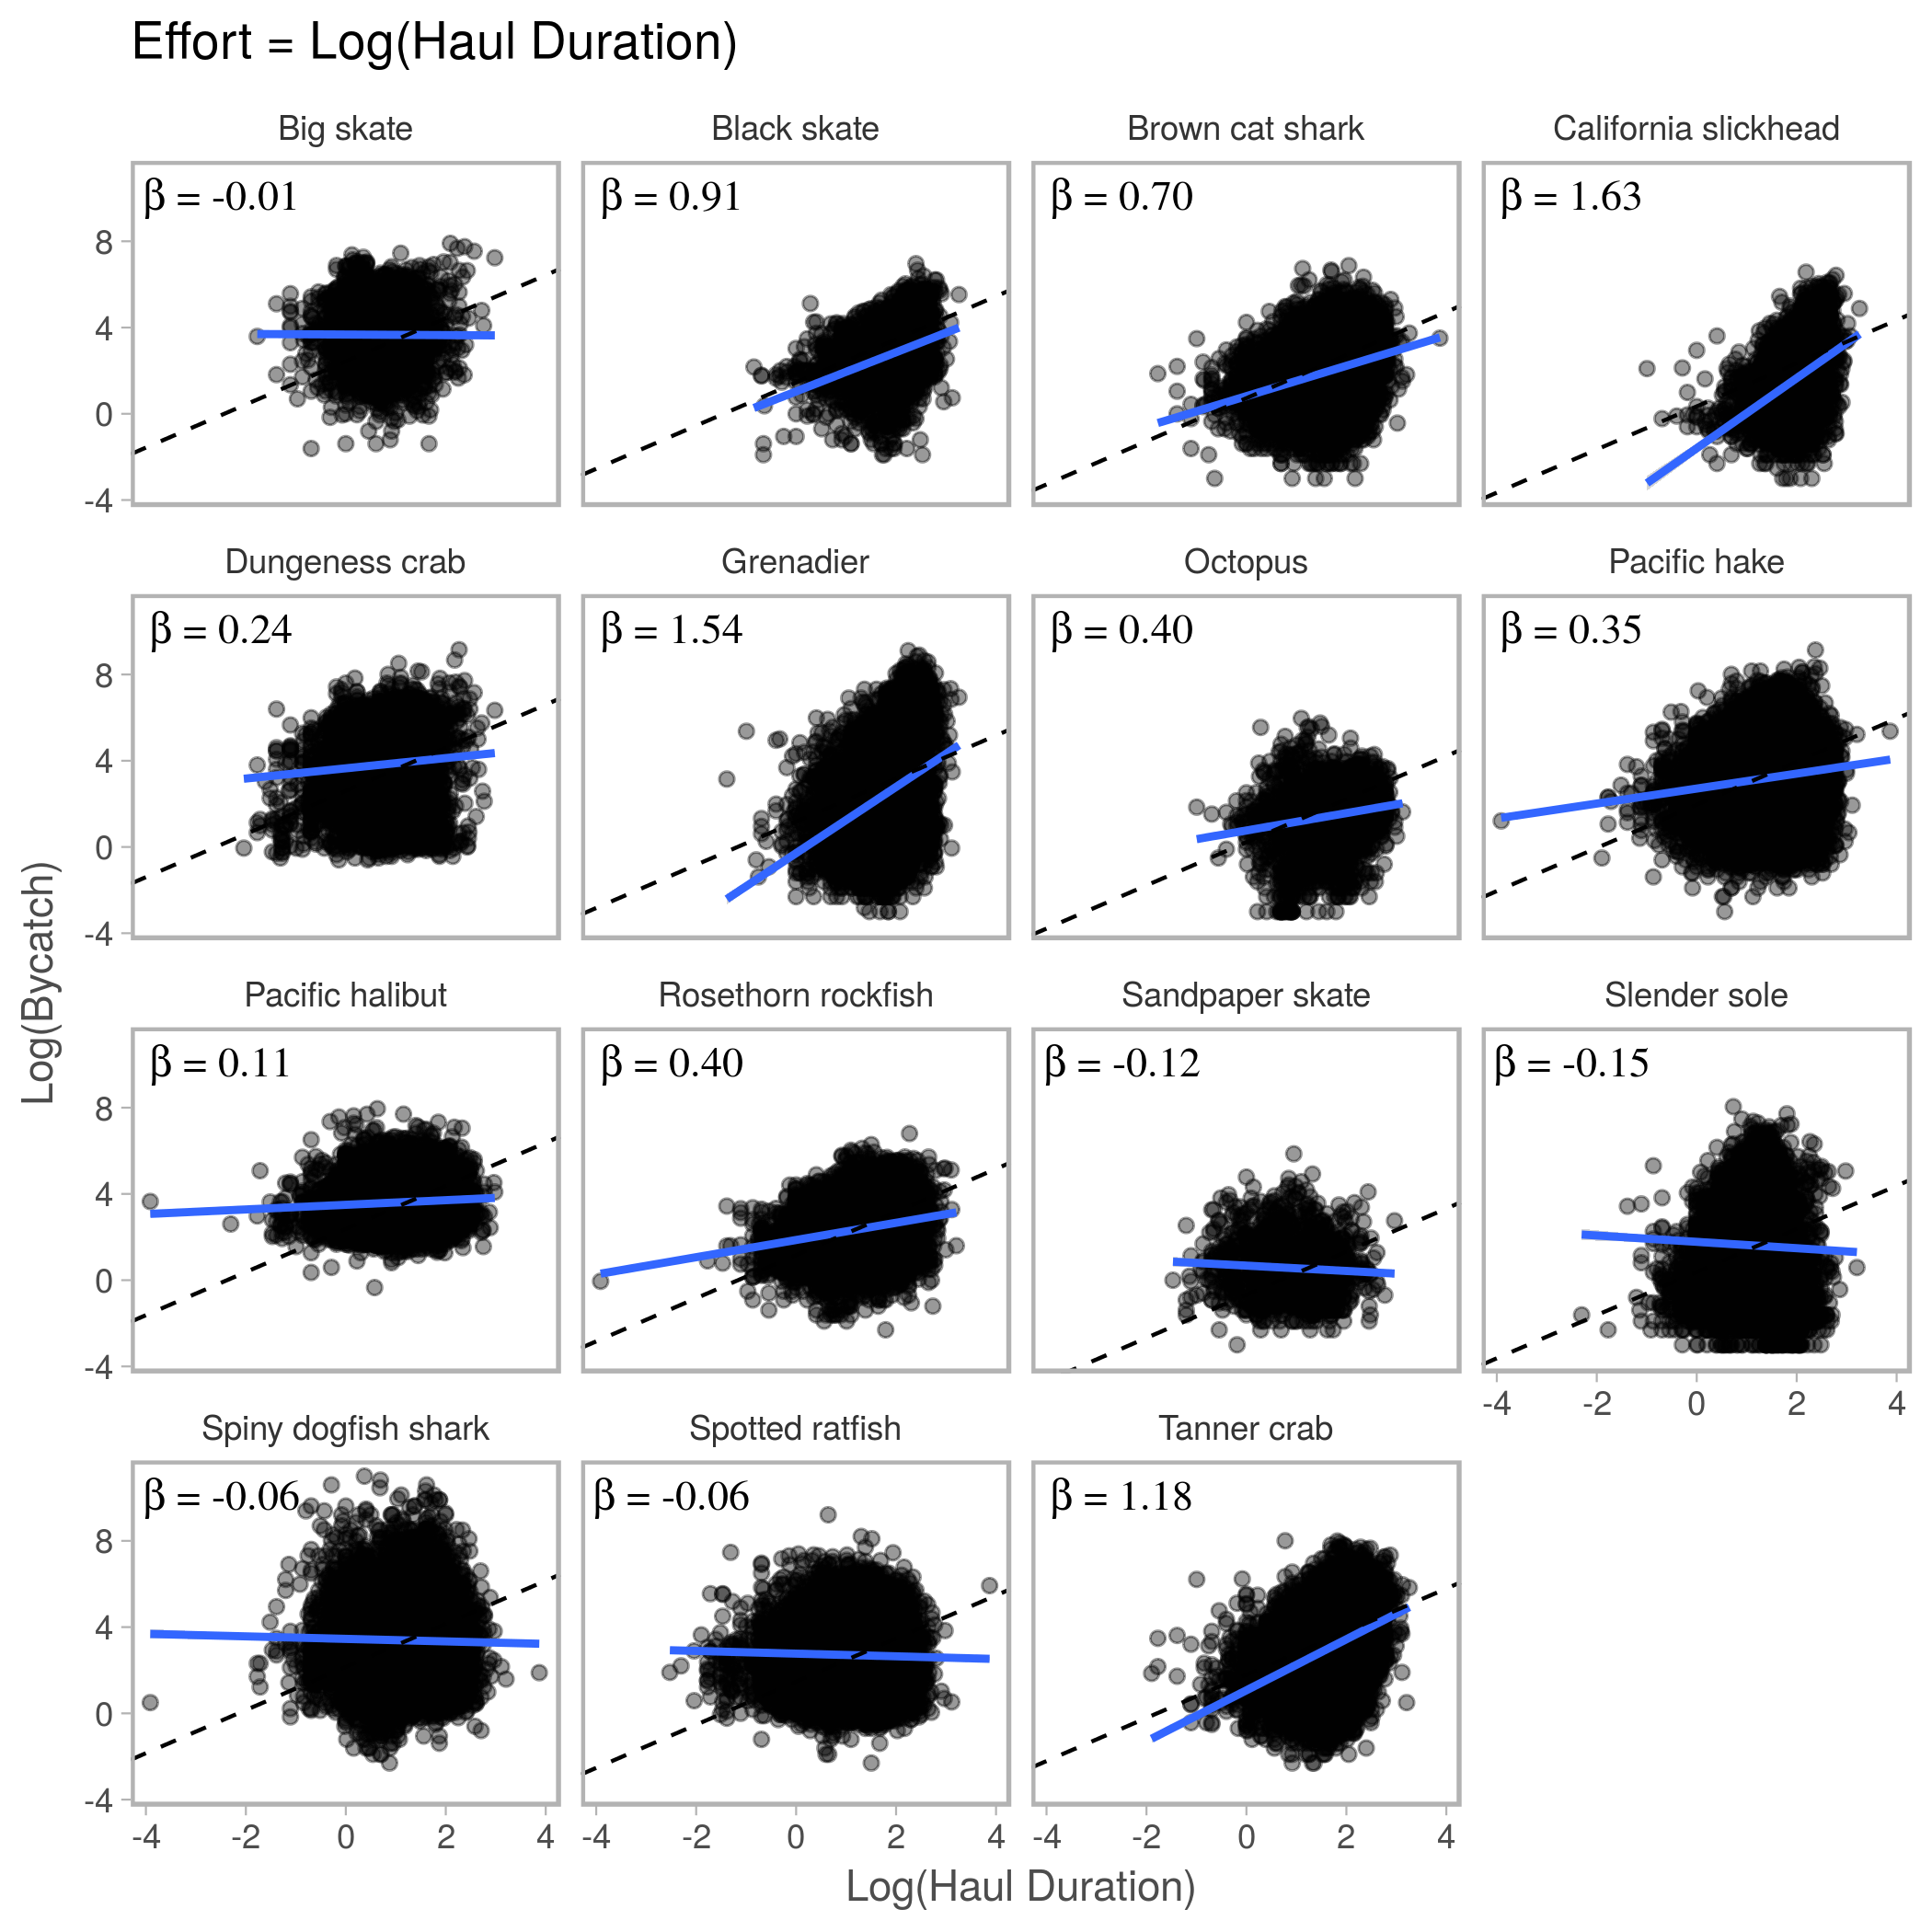 Effort = Log(Haul Duration)
Big skate
Black skate
Brown cat shark
California slickhead
β = -0.01
β = 0.91
β = 0.70
β = 1.63
8
4
0
-4
Dungeness crab
Grenadier
Octopus
Pacific hake
β = 0.24
β = 1.54
β = 0.40
β = 0.35
8
4
0
-4
Log(Bycatch)
Pacific halibut
Rosethorn rockfish
Sandpaper skate
Slender sole
β = 0.11
β = 0.40
β = -0.12
β = -0.15
8
4
0
-4
-4 -2 0 2 4
Spiny dogfish shark
Spotted ratfish
Tanner crab
β = -0.06
β = -0.06
β = 1.18
8
4
0
-4
-4 -2 0 2 4
-4 -2 0 2 4
-4 -2 0 2 4
Log(Haul Duration)